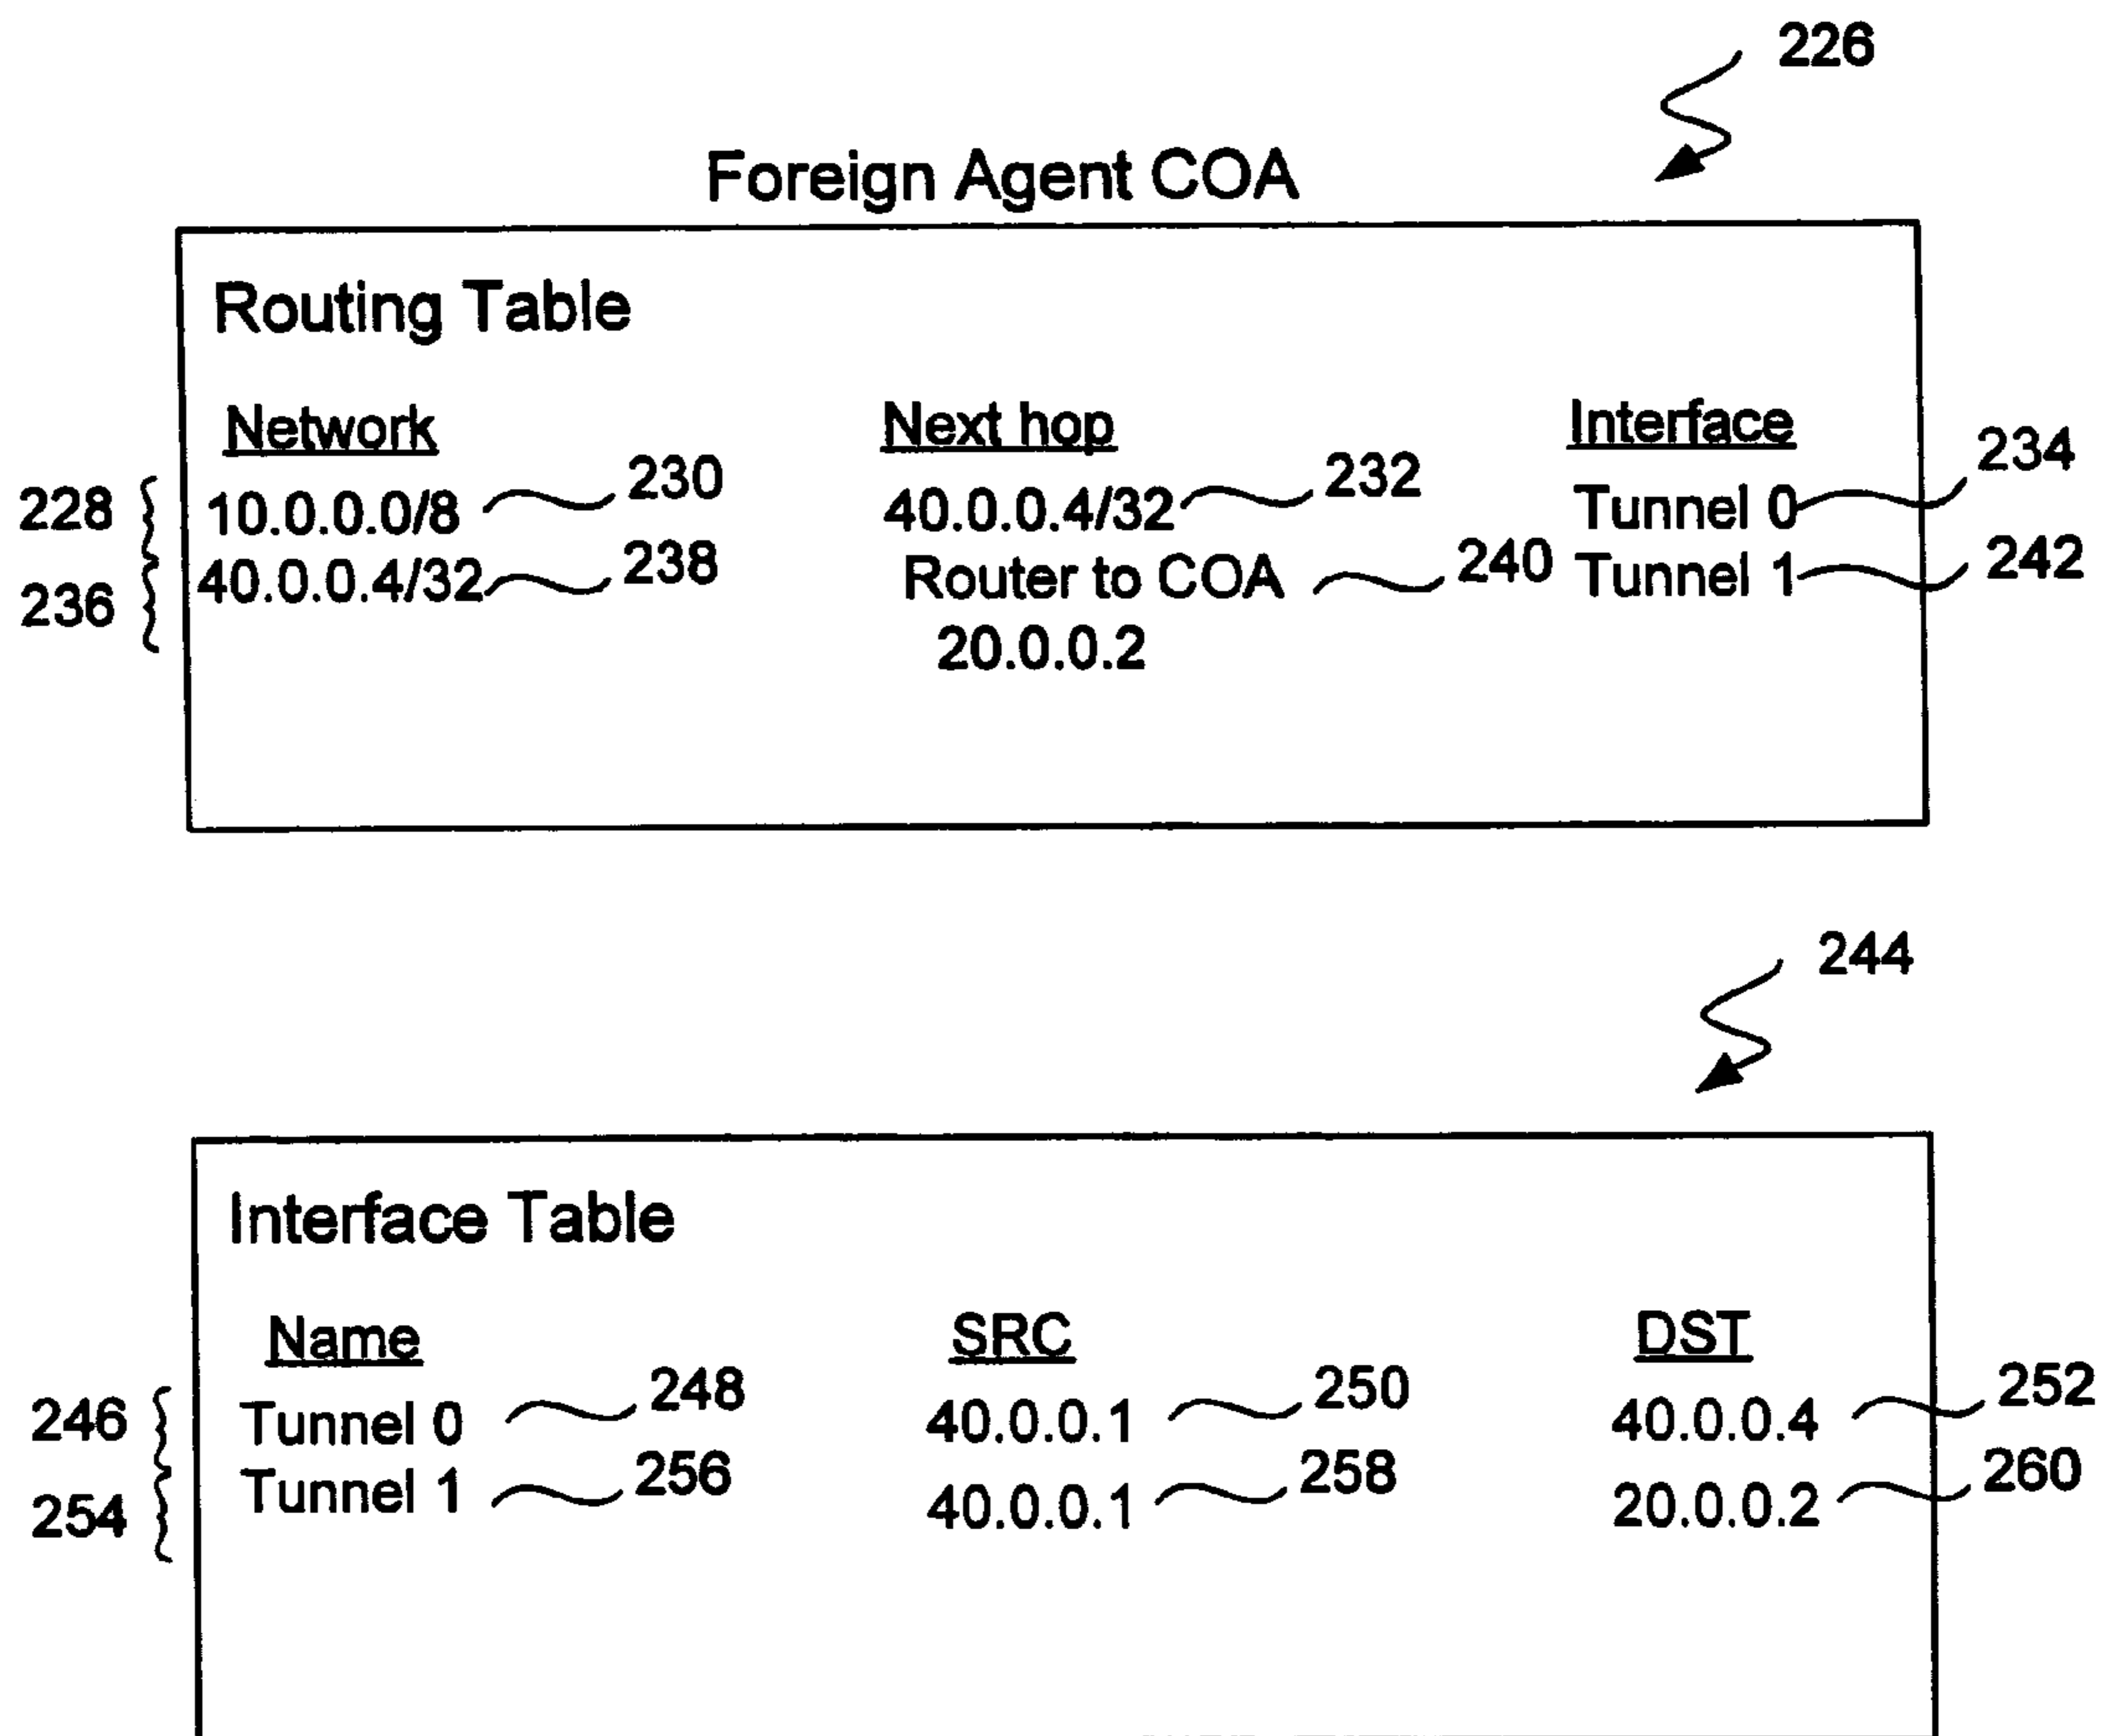 226
Foreign Agent COA
Routing Table
Network Next hop Interface
228 10.0.0.0/8 230 40.0.0.4/32 232 Tunnel 0 234
236 40.0.0.4/32 238 Router to COA 240 Tunnel 1 242
20.0.0.2
244
Interface Table
Name SRC DST
246 Tunnel 0 248 40.0.0.1 250 40.0.0.4 252
254 Tunnel 1 256 40.0.0.1 258 20.0.0.2 260